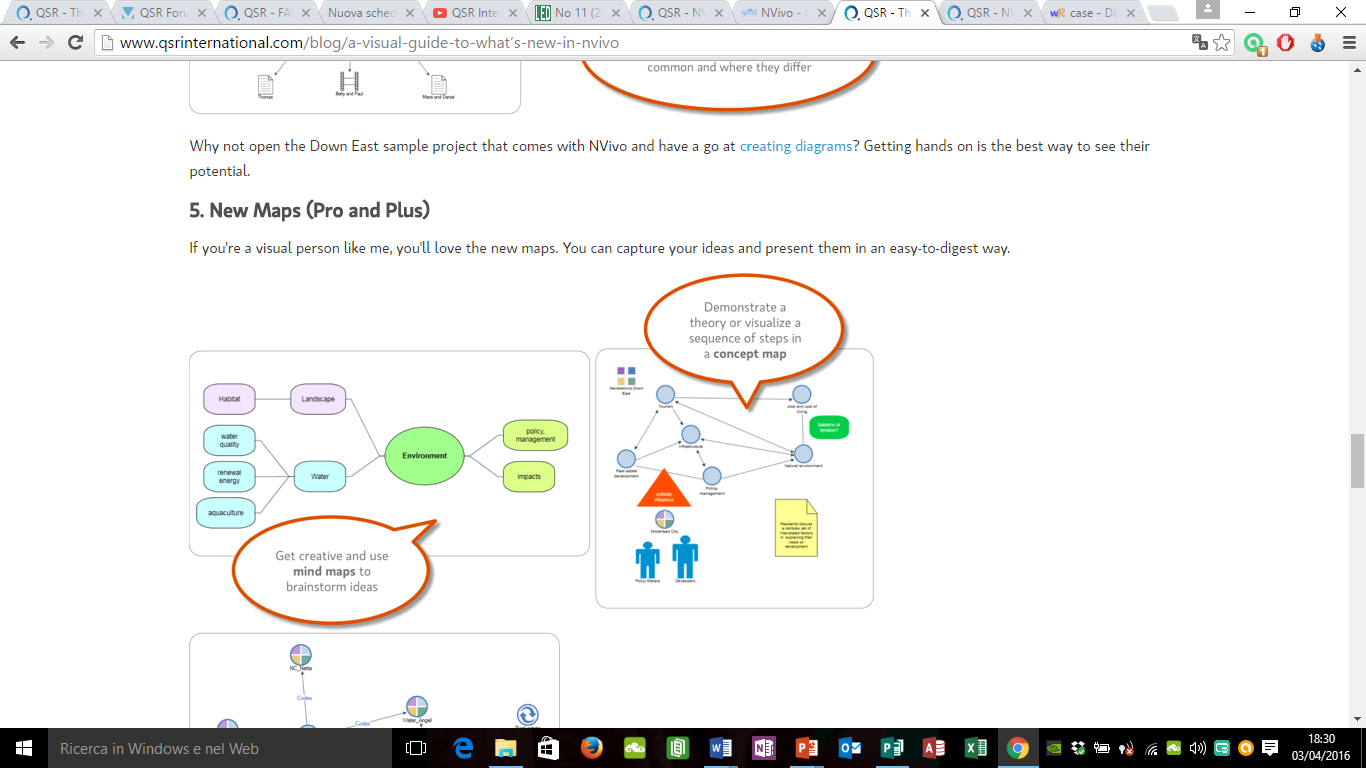 QSR - Th
QSR Foru
QSR - FA
Nuova sched
QSR Inte
No 11 (2
QSR - NV
NVivo - 
QSR - Th
QSR - NV
case - Di
www.qsrinternational.com/blog/a-visual-guide-to-what's-new-in-nvivo
common and where they differ
Thomas
Betty and Paul
Maria and Daniel
Why not open the Down East sample project that comes with NVivo and have a go at creating diagrams? Getting hands on is the best way to see their
potential.
5. New Maps (Pro and Plus)
If you're a visual person like me, you'll love the new maps. You can capture your ideas and present them in an easy-to-digest way.
Demonstrate a
theory or visualize a
sequence of steps in
a concept map
Habitat
Landscape
water
quality
renewal
energy
Water
aquaculture
Environment
policy,
management
impacts
Get creative and use
mind maps to
brainstorm ideas
Generations Down
East
Tourism
Jobs and cost of
living
Balance or
tension?
Infrastructure
Real estate
development
Natural environment
Policy,
management
outside
influence
Morehead City
Policy Makers
Developers
Residents discuss
a complex set of
interrelated factors
in explaining their
views on
development
NC_Netta
Codes
Codes
Water_Angel
Ricerca in Windows e nel Web
18:30
03/04/2016